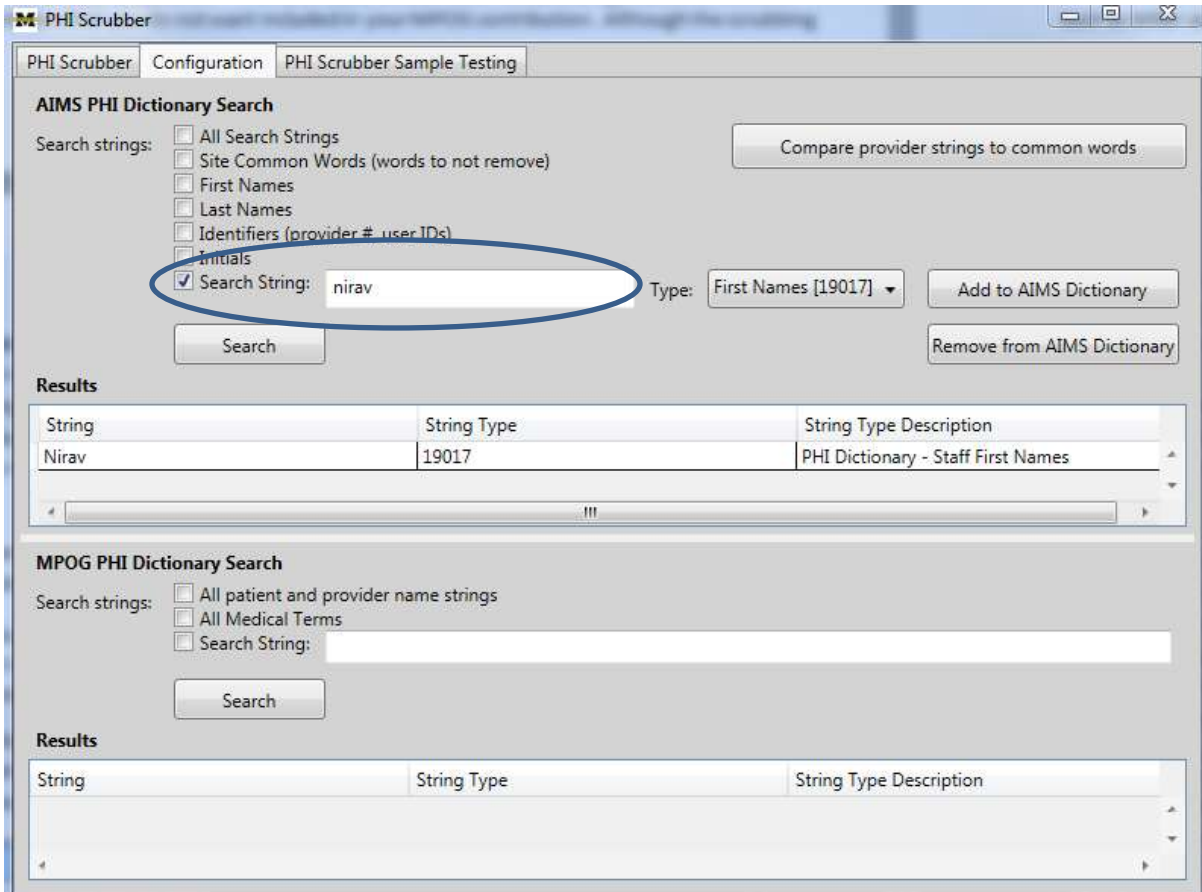 PHI Scrubber
PHI Scrubber Configuration PHI Scrubber Sample Testing
AIMS PHI Dictionary Search
Search strings:
All Search Strings
Compare provider strings to common words
Site Common Words (words to not remove)
First Names
Last Names
Identifiers (provider #, user IDs)
Initials
Search String: nirav Type: First Names [19017] Add to AIMS Dictionary
Search Remove from AIMS Dictionary
Results
String String Type String Type Description
Nirav 19017 PHI Dictionary - Staff First Names
MPOG PHI Dictionary Search
Search strings:
All patient and provider name strings
All Medical Terms
Search String:
Search
Results
String String Type String Type Description